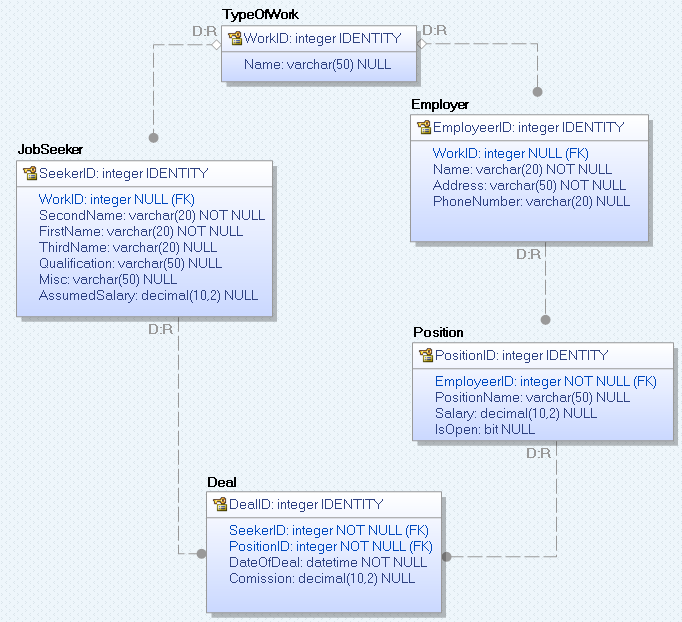 TypeOfWork
D:R
D:R
WorkID: integer IDENTITY
Name: varchar(50) NULL
Employer
EmployeerID: integer IDENTITY
WorkID: integer NULL (FK)
Name: varchar(20) NOT NULL
Address: varchar(50) NOT NULL
PhoneNumber: varchar(20) NULL
D:R
JobSeeker
SeekerID: integer IDENTITY
WorkID: integer NULL (FK)
SecondName: varchar(20) NOT NULL
FirstName: varchar(20) NOT NULL
ThirdName: varchar(20) NULL
Qualification: varchar(50) NULL
Misc: varchar(50) NULL
AssumedSalary: decimal(10,2) NULL
D:R
Position
PositionID: integer IDENTITY
EmployeerID: integer NOT NULL (FK)
PositionName: varchar(50) NULL
Salary: decimal(10,2) NULL
IsOpen: bit NULL
D:R
Deal
DealID: integer IDENTITY
SeekerID: integer NOT NULL (FK)
PositionID: integer NOT NULL (FK)
DateOfDeal: datetime NOT NULL
Comission: decimal(10,2) NULL